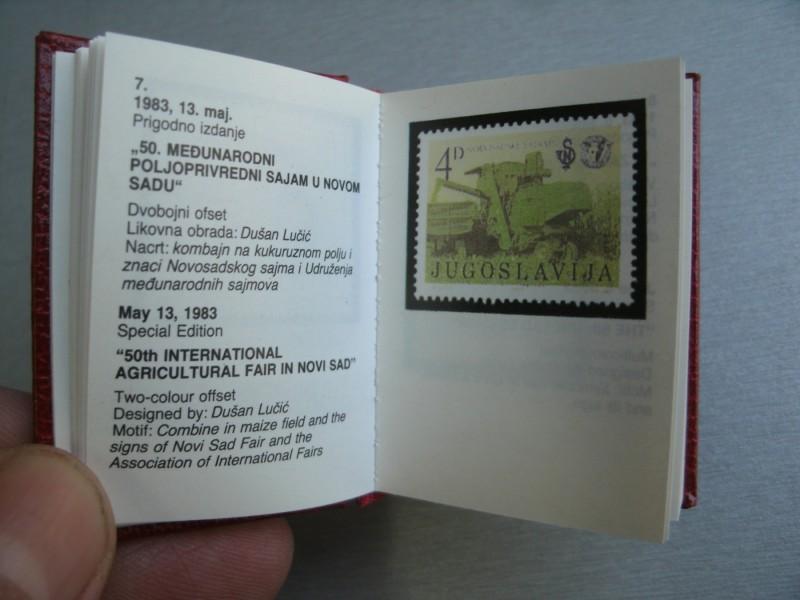 7.
1983, 13. maj.
Prigodno izdanje
„50. MEĐUNARODNI
POLJOPRIVREDNI SAJAM U NOVOM
SADU“
Dvobojni ofset
Likovna obrada: Dušan Lučić
Nacrt: kombajn na kukuruznom polju i
znaci Novosadskog sajma i Udruženja
međunarodnih sajmova
May 13, 1983
Special Edition
“50th INTERNATIONAL
AGRICULTURAL FAIR IN NOVI SAD”
Two-colour offset
Designed by: Dušan Lučić
Motif: Combine in maize field and the
signs of Novi Sad Fair and the
Association of International Fairs
4D
JUGOSLAVIJA